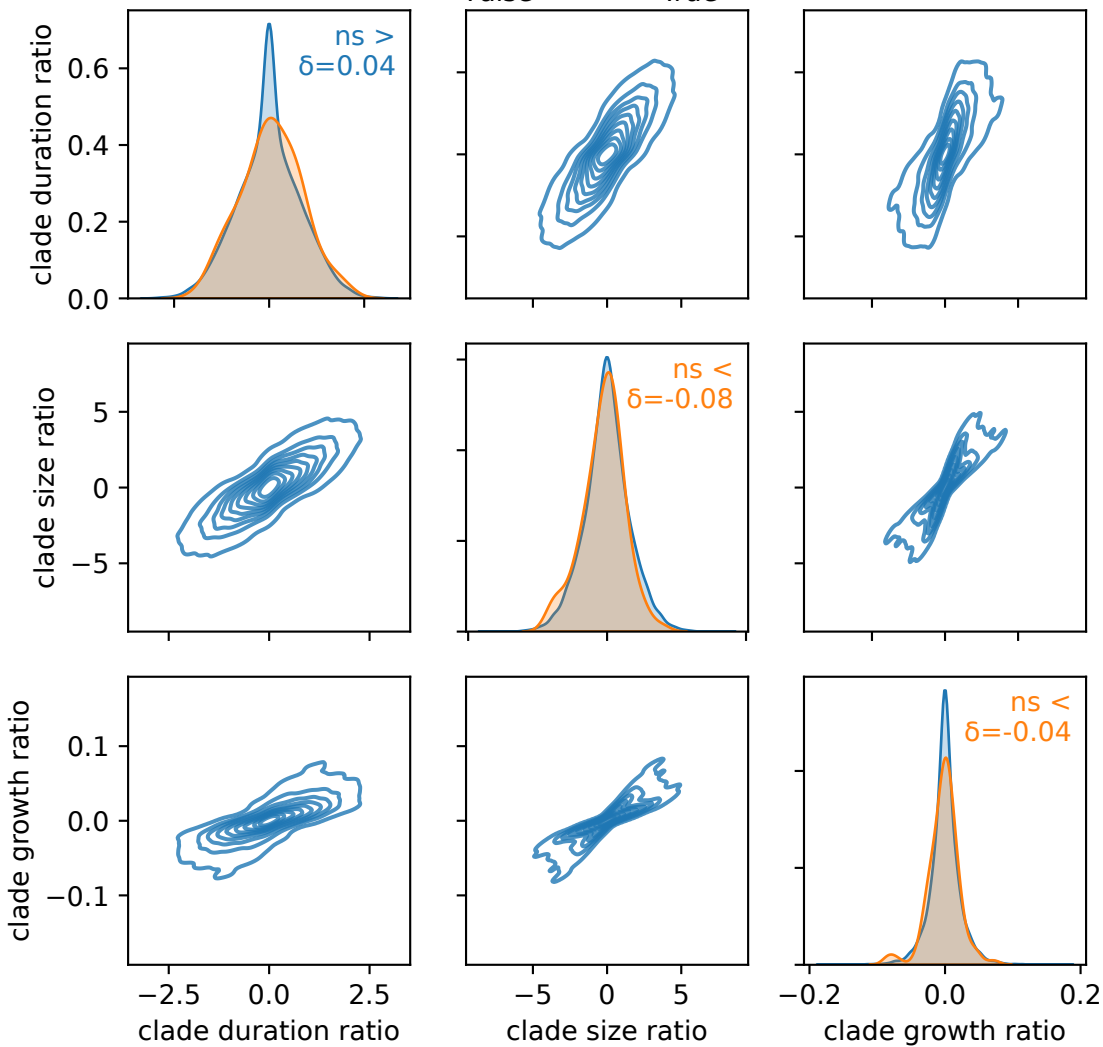 clade duration ratio
0.6
0.4
0.2
0.0
ns >
δ=0.04
clade size ratio
5
0
−5
ns <
δ=-0.08
clade growth ratio
0.1
0.0
−0.1
ns <
δ=-0.04
−2.5 0.0 2.5
−5 0 5
−0.2 0.0 0.2
clade duration ratio
clade size ratio
clade growth ratio